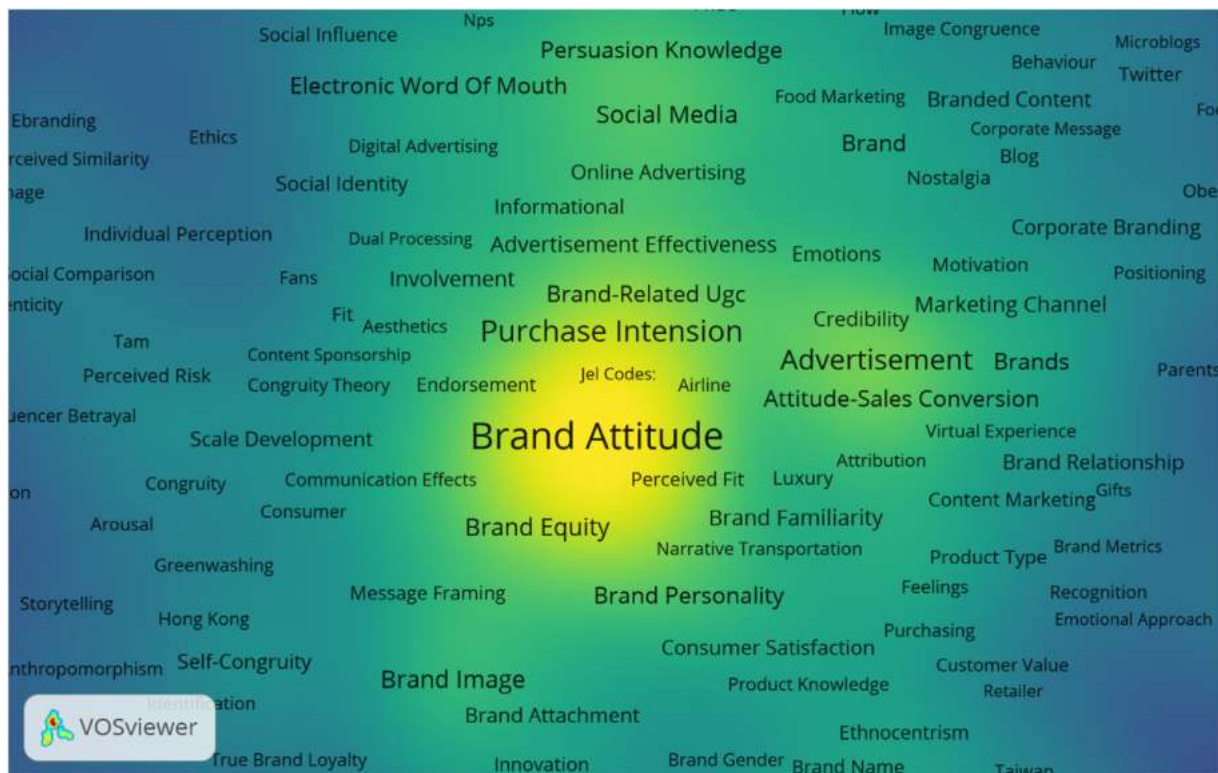 Nps
Social Influence
Image Congruence
Microblogs
Persuasion Knowledge
Behaviour
Electronic Word Of Mouth
Twitter
Food Marketing
Branded Content
Social Media
Ebranding
Ethics
Digital Advertising
Brand
Corporate Message
Blog
rceived Similarity
Social Identity
Online Advertising
Nostalgia
Informational
Individual Perception
Dual Processing
Advertisement Effectiveness
Emotions
Corporate Branding
ocial Comparison
Fans
Involvement
Motivation
Positioning
enticity
Fit
Aesthetics
Brand-Related Ugc
Credibility
Marketing Channel
Tam
Content Sponsorship
Purchase Intension
Advertisement
Brands
Perceived Risk
Congruity Theory
Endorsement
Jel Codes:
Airline
Parents
uencer Betrayal
Attitude-Sales Conversion
Scale Development
Brand Attitude
Virtual Experience
Congruity
Communication Effects
Perceived Fit
Luxury
Attribution
Brand Relationship
on
Arousal
Consumer
Brand Equity
Brand Familiarity
Content Marketing
Gifts
Greenwashing
Narrative Transportation
Product Type
Brand Metrics
Storytelling
Hong Kong
Message Framing
Brand Personality
Feelings
Recognition
Emotional Approach
nthropomorphism
Self-Congruity
Consumer Satisfaction
Purchasing
Customer Value
Identification
Brand Image
Product Knowledge
Retailer
VOSviewer
Brand Attachment
Ethnocentrism
True Brand Loyalty
Innovation
Brand Gender
Brand Name
Taiwan